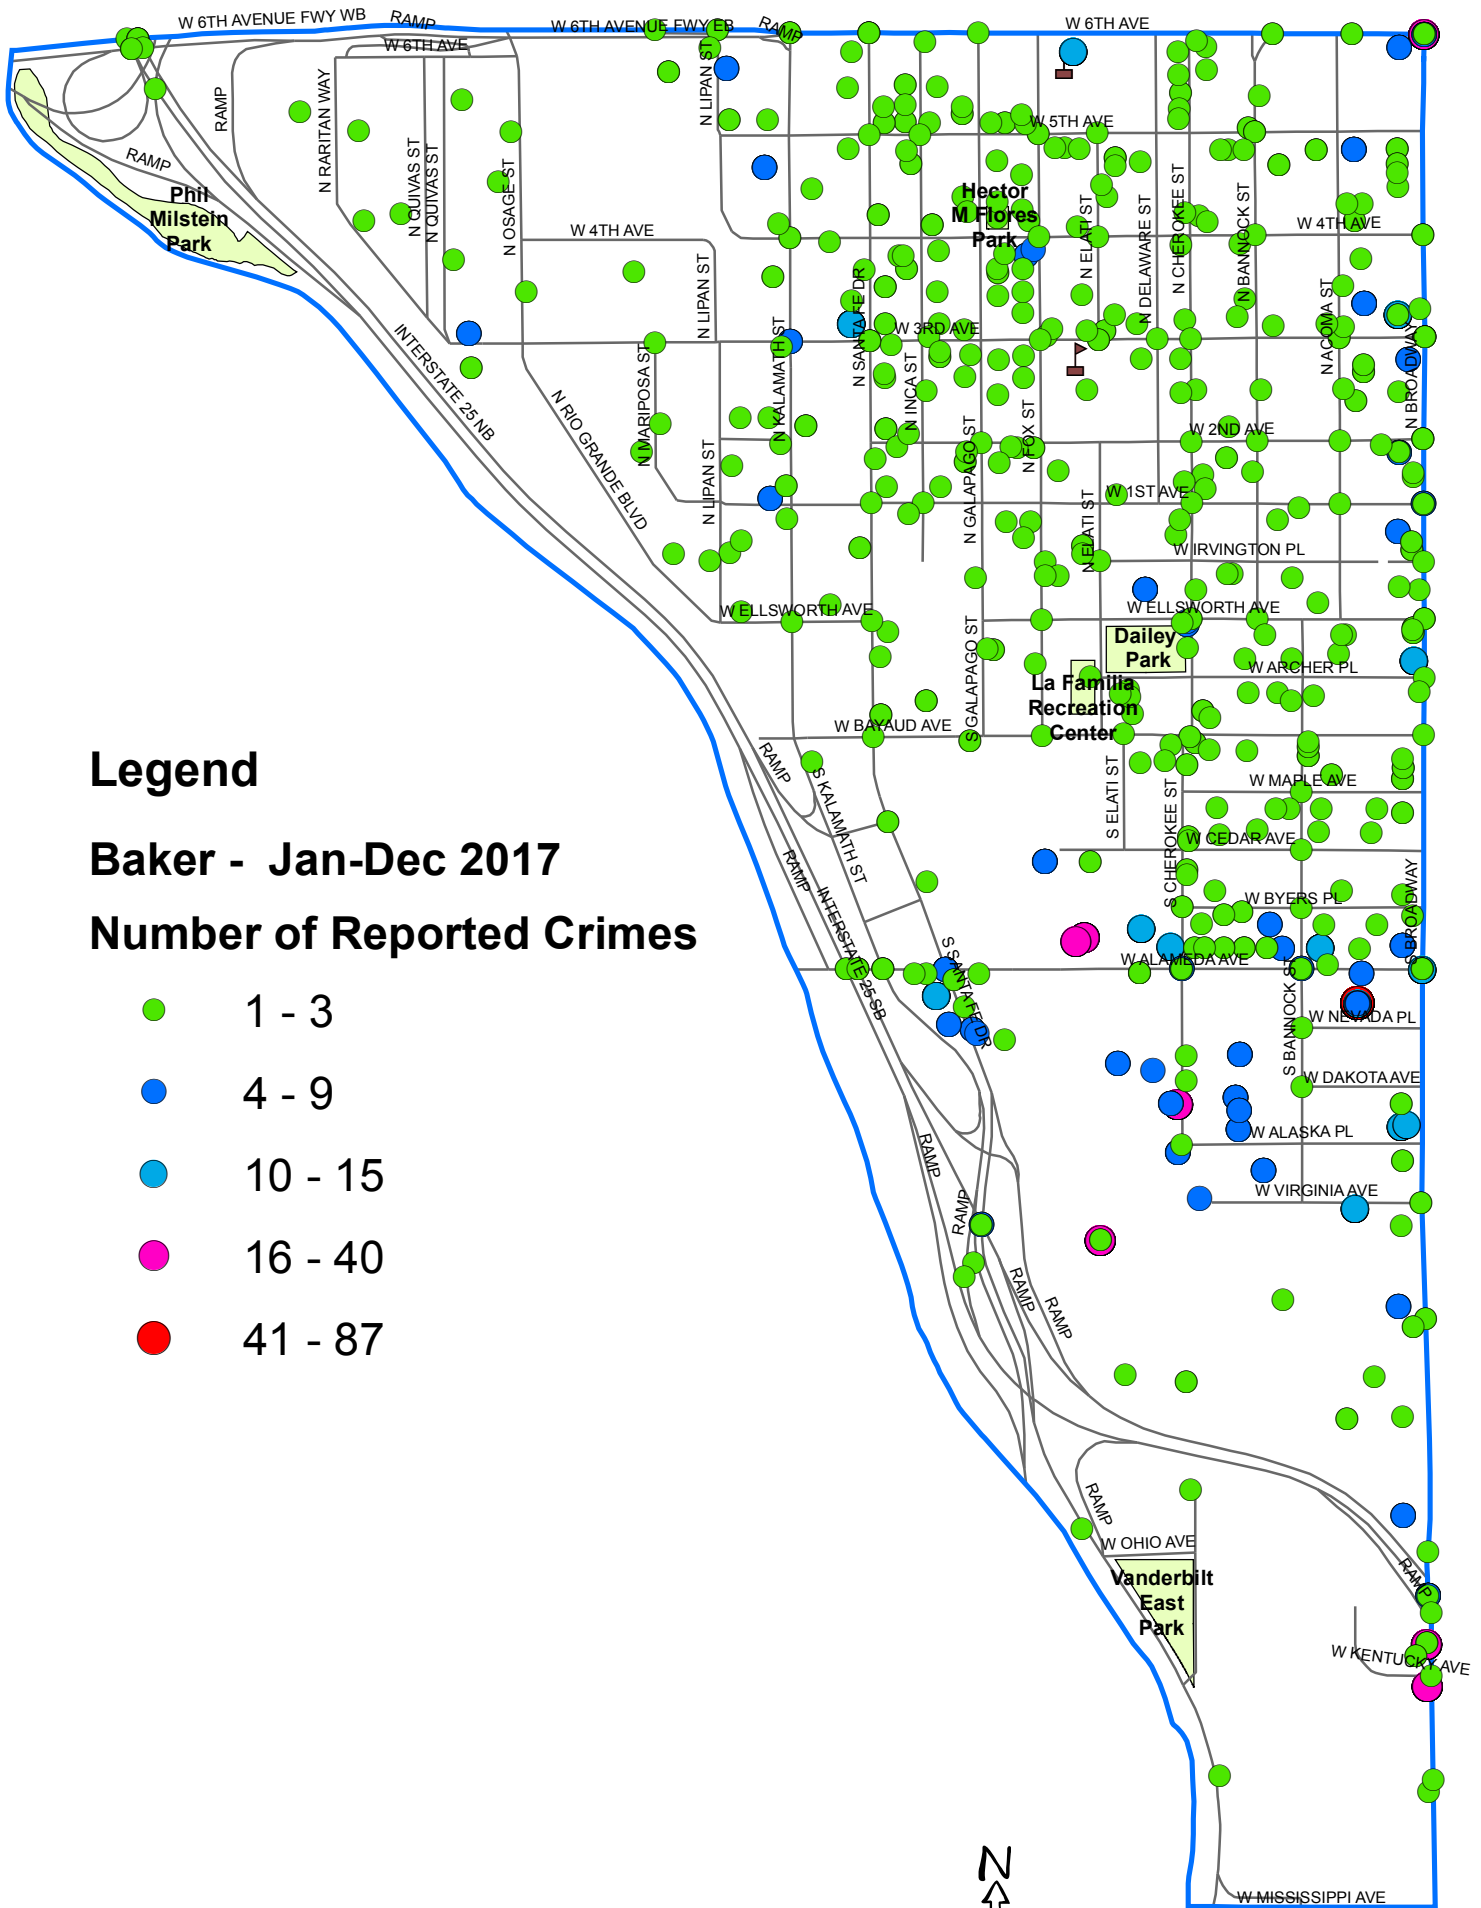 W 6TH AVENUE FWY WB
RAMP
W 6TH AVENUE FWY EB
RAMP
W 6TH AVE
W 6TH AVE
N LIPAN ST
N RARITAN WAY
RAMP
W 5TH AVE
RAMP
N QUIVAS ST
N QUIVAS ST
N OSAGE ST
Phil
Milstein
Park
Hector
M Flores
Park
N ELATI ST
N DELAWARE ST
N CHEROKEE ST
N BANNOCK ST
W 4TH AVE
W 4TH AVE
N LIPAN ST
N SANTA FE DR
N ACOMA ST
N BROADWAY
W 3RD AVE
N KALAMATH ST
N MARIPOSA ST
INTERSTATE 25 NB
N INCA ST
N RIO GRANDE BLVD
N LIPAN ST
N GALAPAGO ST
N FOX ST
W 2ND AVE
W 1ST AVE
N ELATI ST
W IRVINGTON PL
W ELLSWORTH AVE
W ELLSWORTH AVE
Dailey
Park
S GALAPAGO ST
W ARCHER PL
La Familia
Recreation
Center
W BAYAUD AVE
RAMP
S KALAMATH ST
S ELATI ST
S CHEROKEE ST
W MAPLE AVE
W CEDAR AVE
RAMP
INTERSTATE 25 SB
W BYERS PL
S BROADWAY
S SANTA FE DR
W ALAMEDA AVE
S BANNOCK ST
W NEVADA PL
W DAKOTA AVE
W ALASKA PL
RAMP
RAMP
W VIRGINIA AVE
RAMP
RAMP
RAMP
W OHIO AVE
RAMP
Vanderbilt
East
Park
W KENTUCKY AVE
W MISSISSIPPI AVE
N
Legend
Baker - Jan-Dec 2017
Number of Reported Crimes
1 - 3
4 - 9
10 - 15
16 - 40
41 - 87